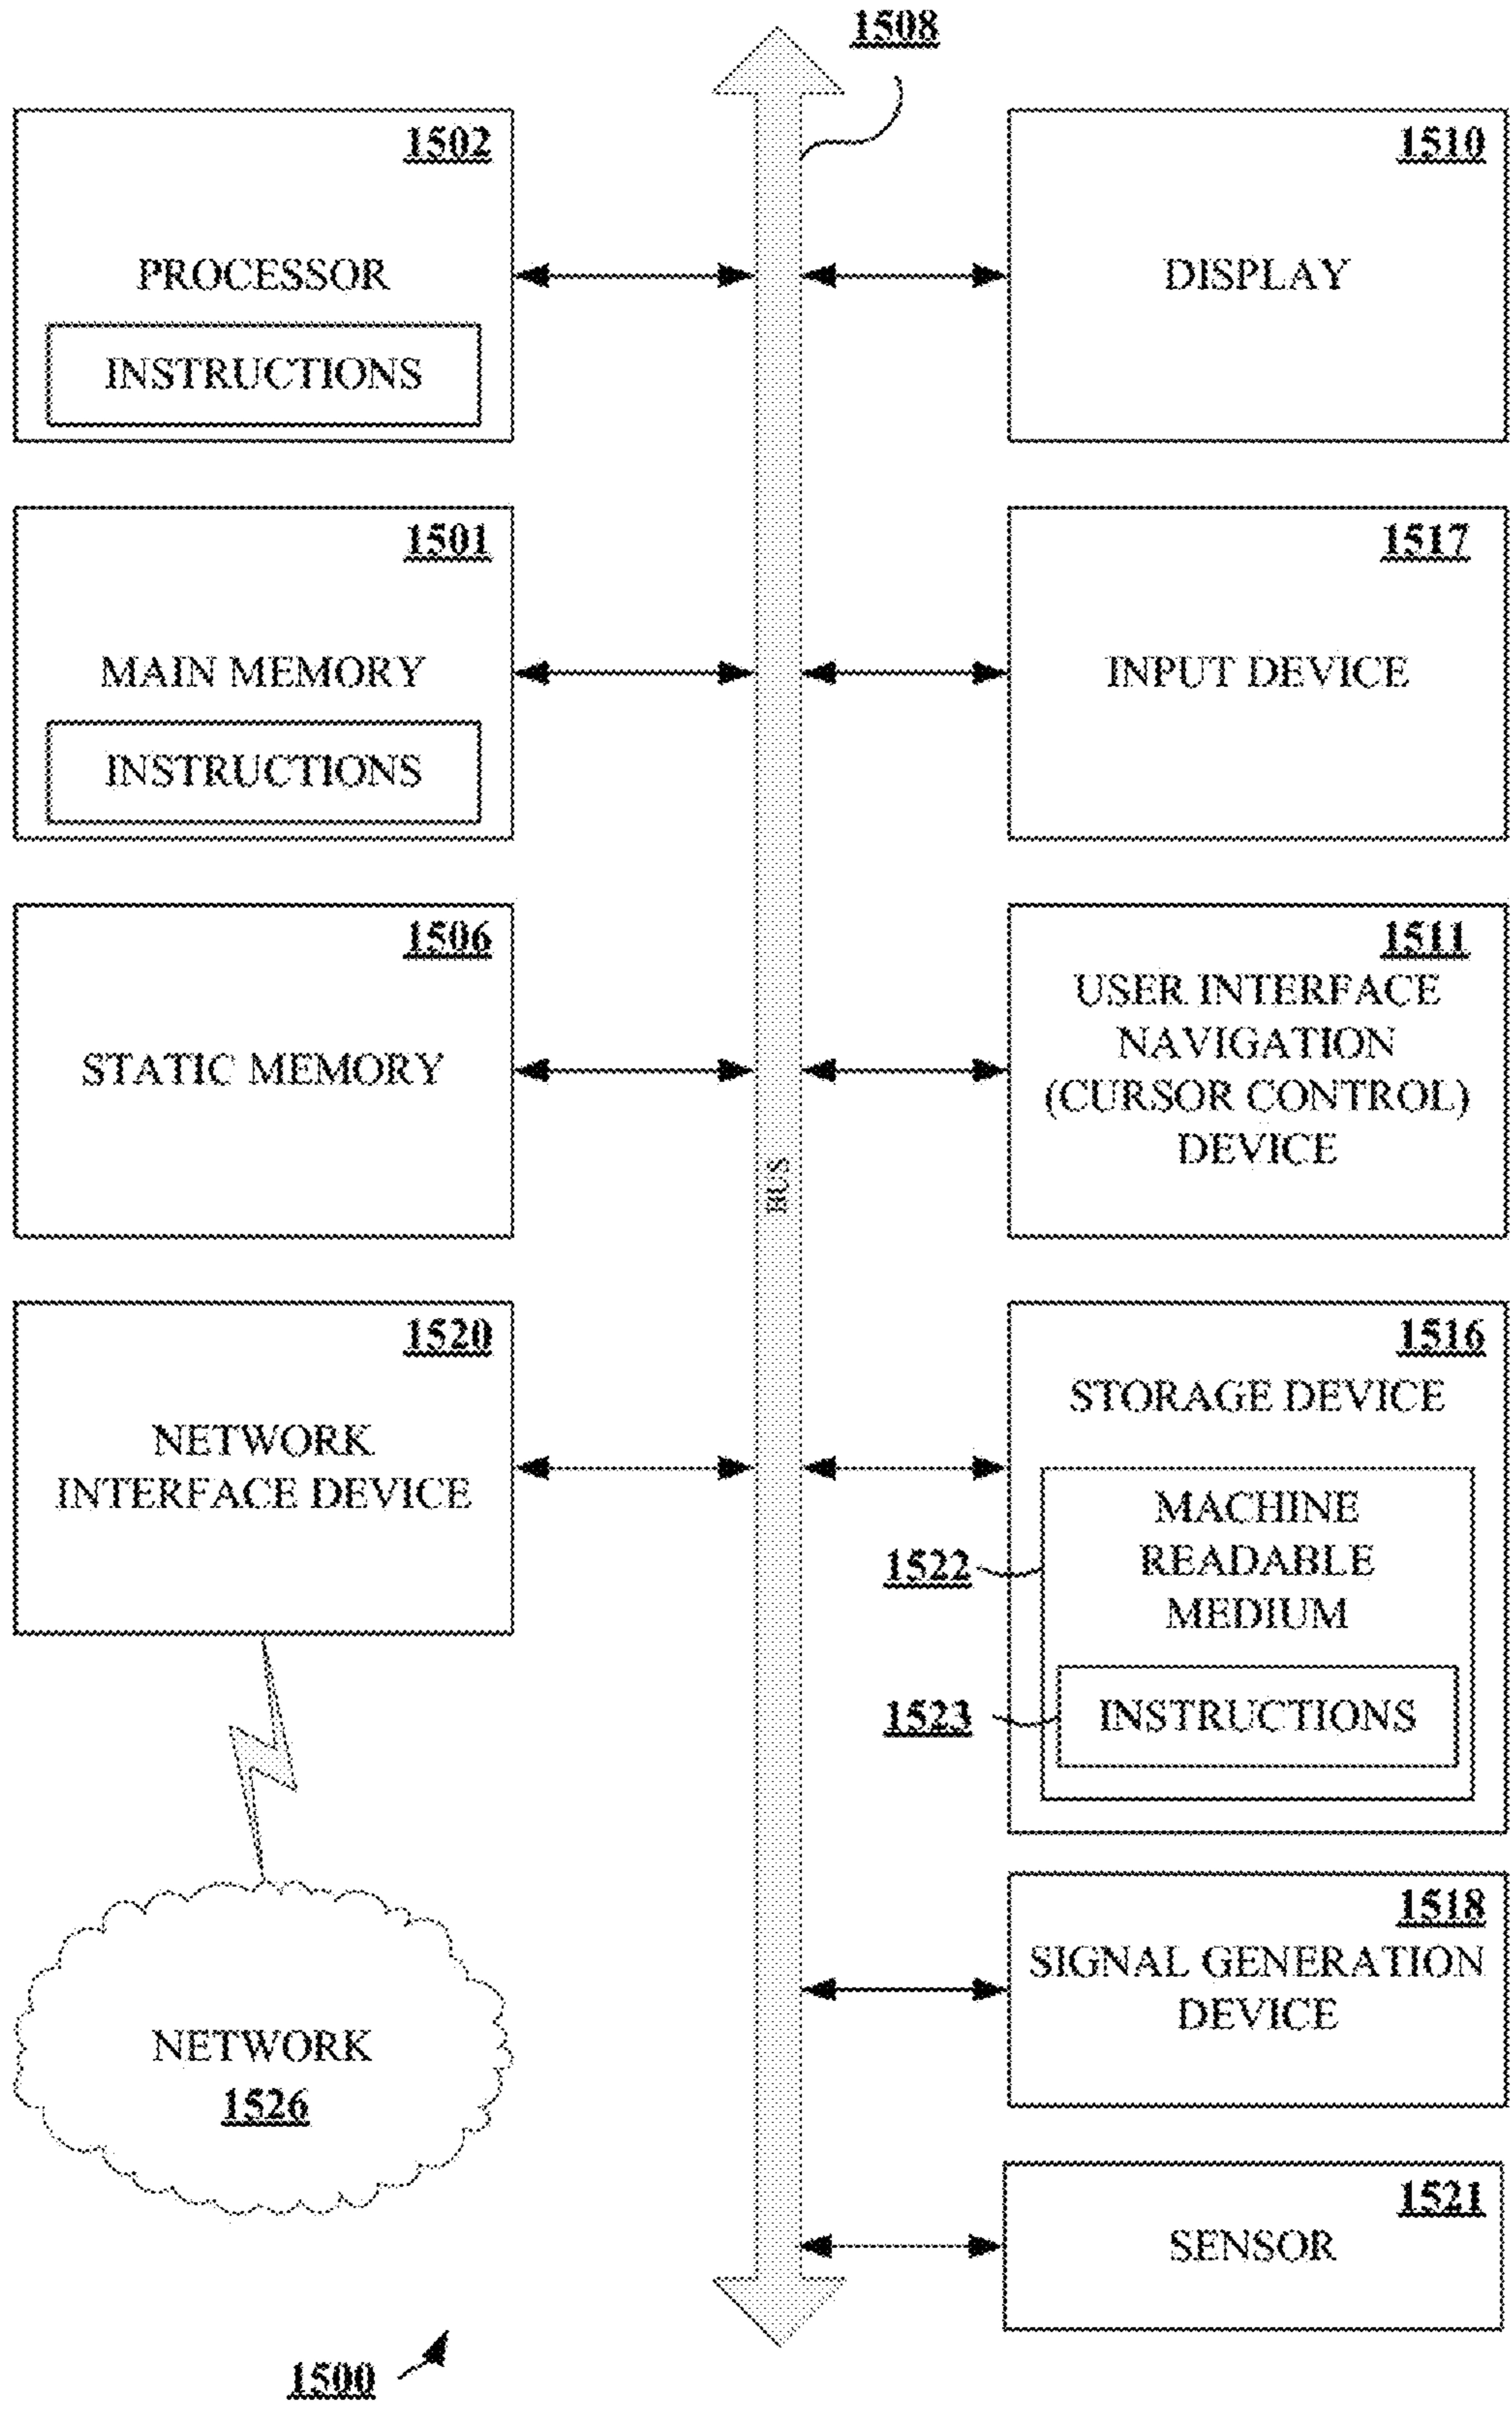 1508
1502
PROCESSOR
INSTRUCTIONS
1510
DISPLAY
1501
MAIN MEMORY
INSTRUCTIONS
1517
INPUT DEVICE
1506
STATIC MEMORY
1511
USER INTERFACE
NAVIGATION
(CURSOR CONTROL)
DEVICE
BUS
1520
NETWORK
INTERFACE DEVICE
1516
STORAGE DEVICE
MACHINE
READABLE
MEDIUM
1522
INSTRUCTIONS
1523
1518
SIGNAL GENERATION
DEVICE
NETWORK
1526
1521
SENSOR
1500